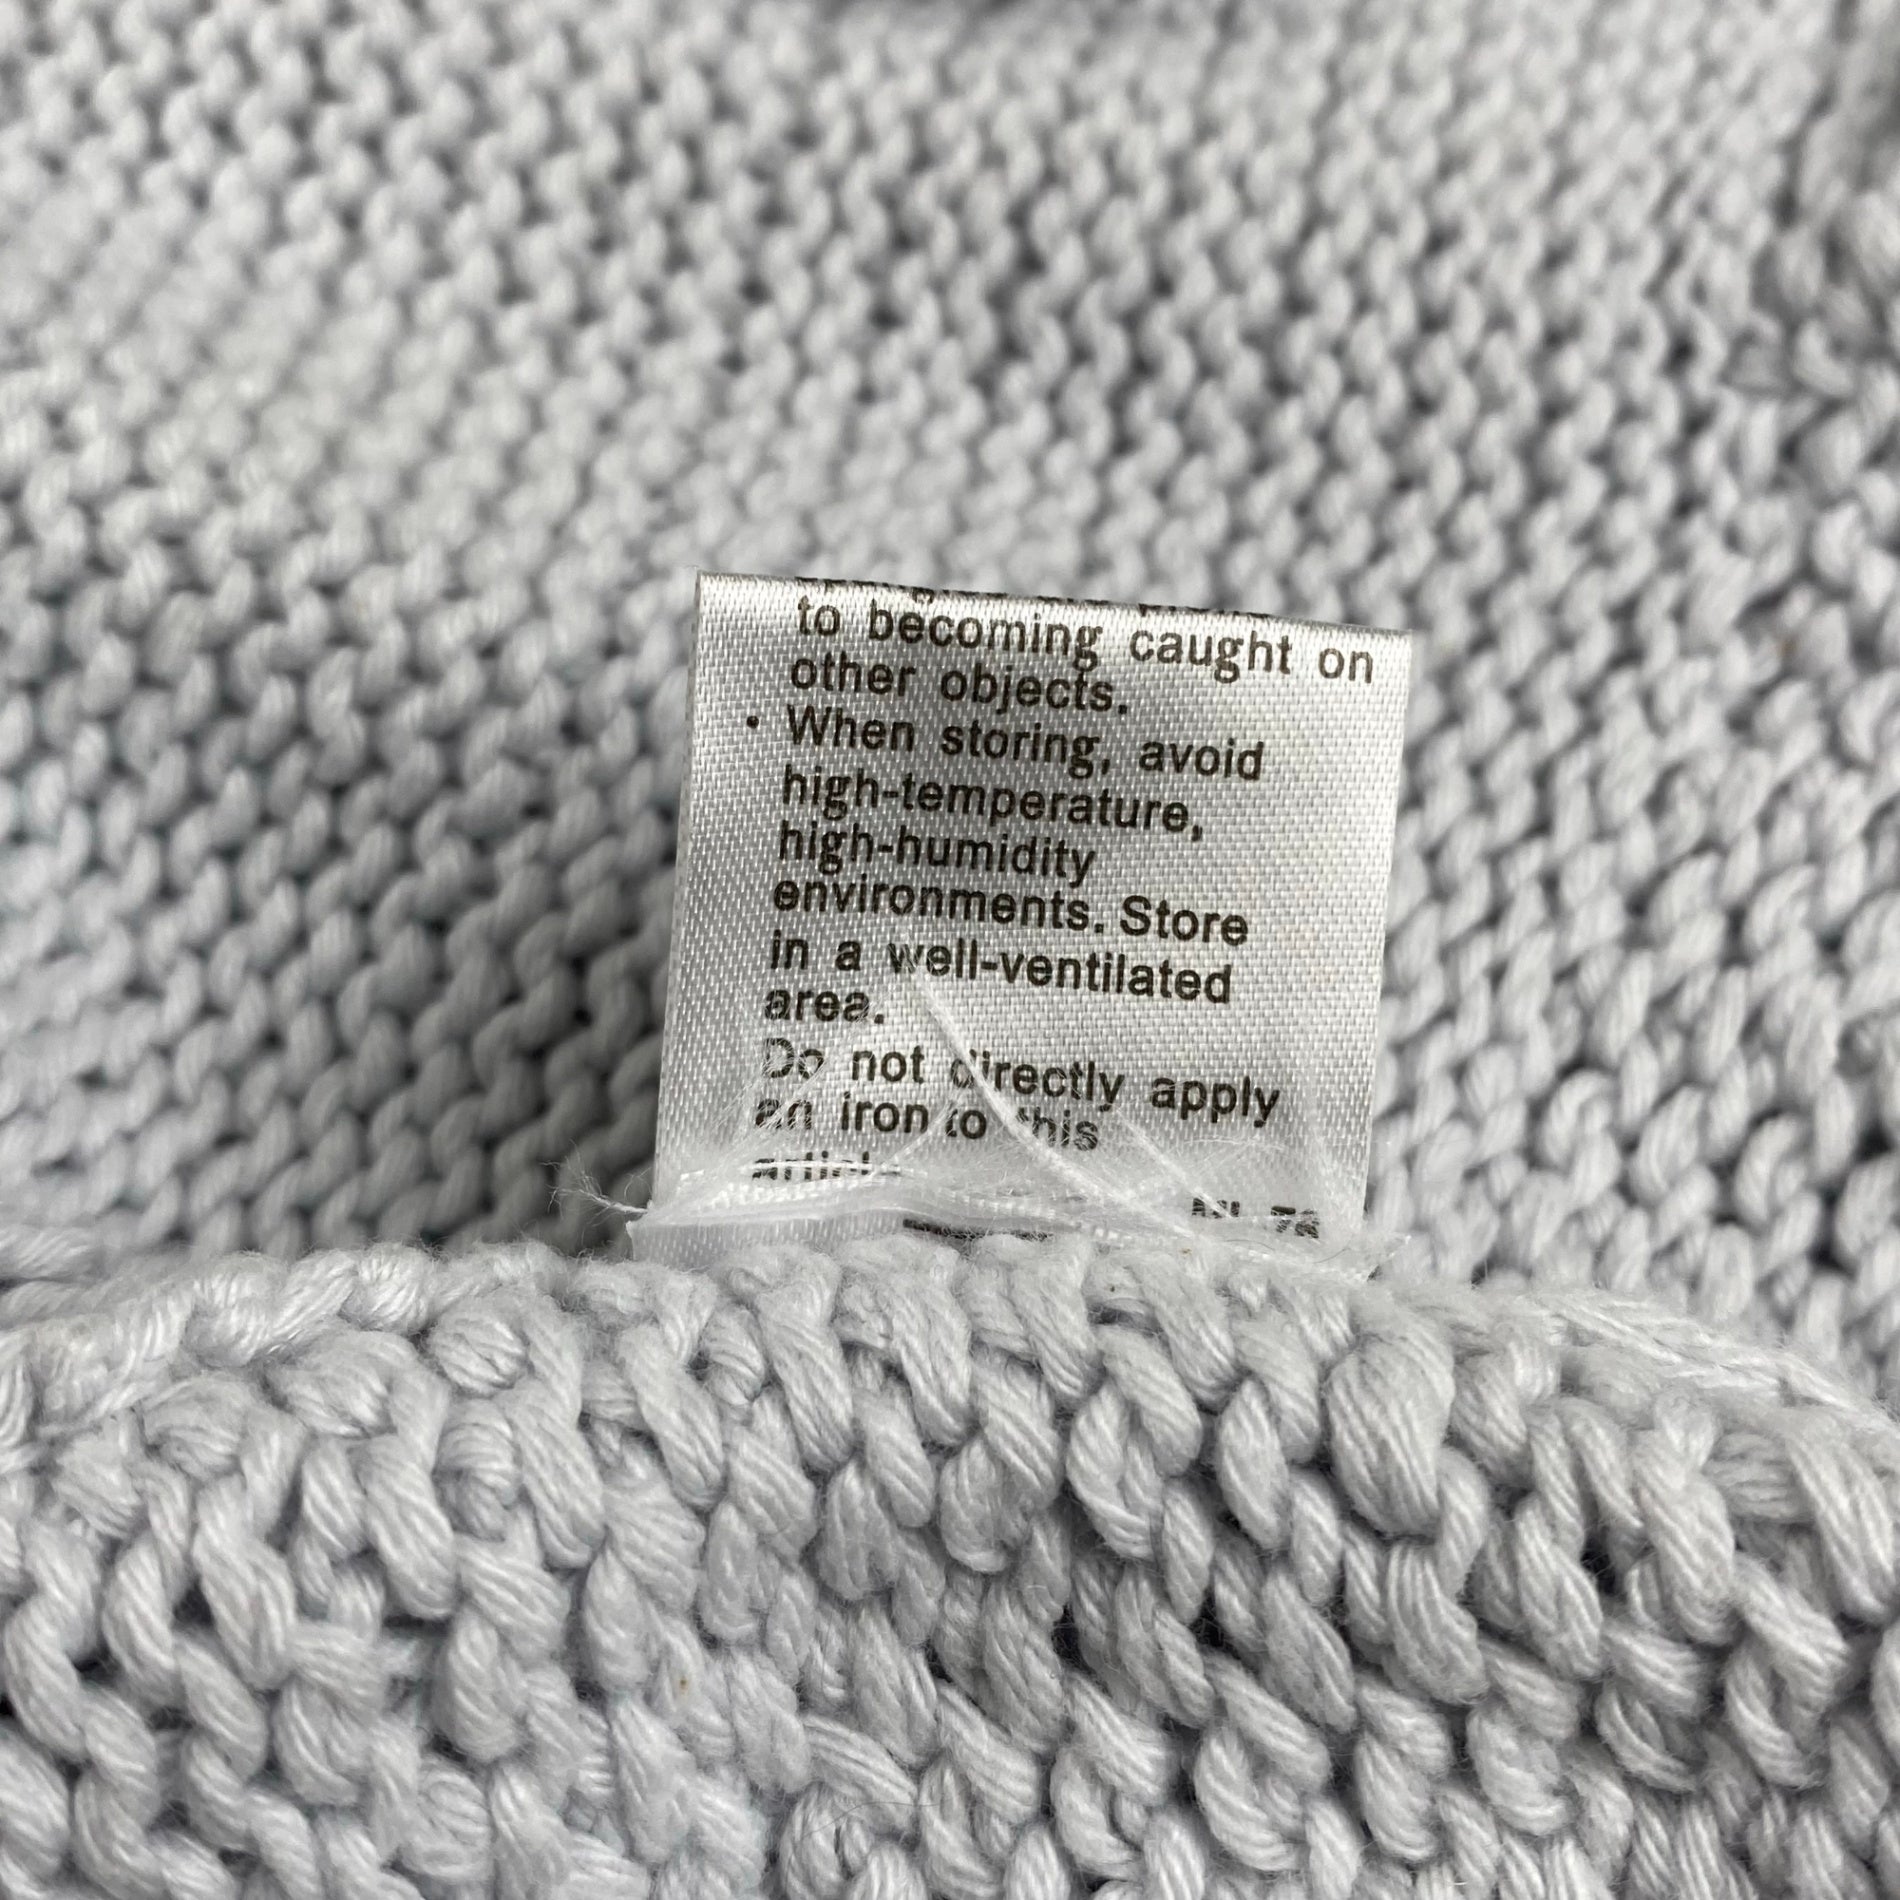 to becoming caught on
other objects.
• When storing, avoid
high-temperature,
high-humidity
environments. Store
in a well-ventilated
area.
Do not directly apply
an iron to this